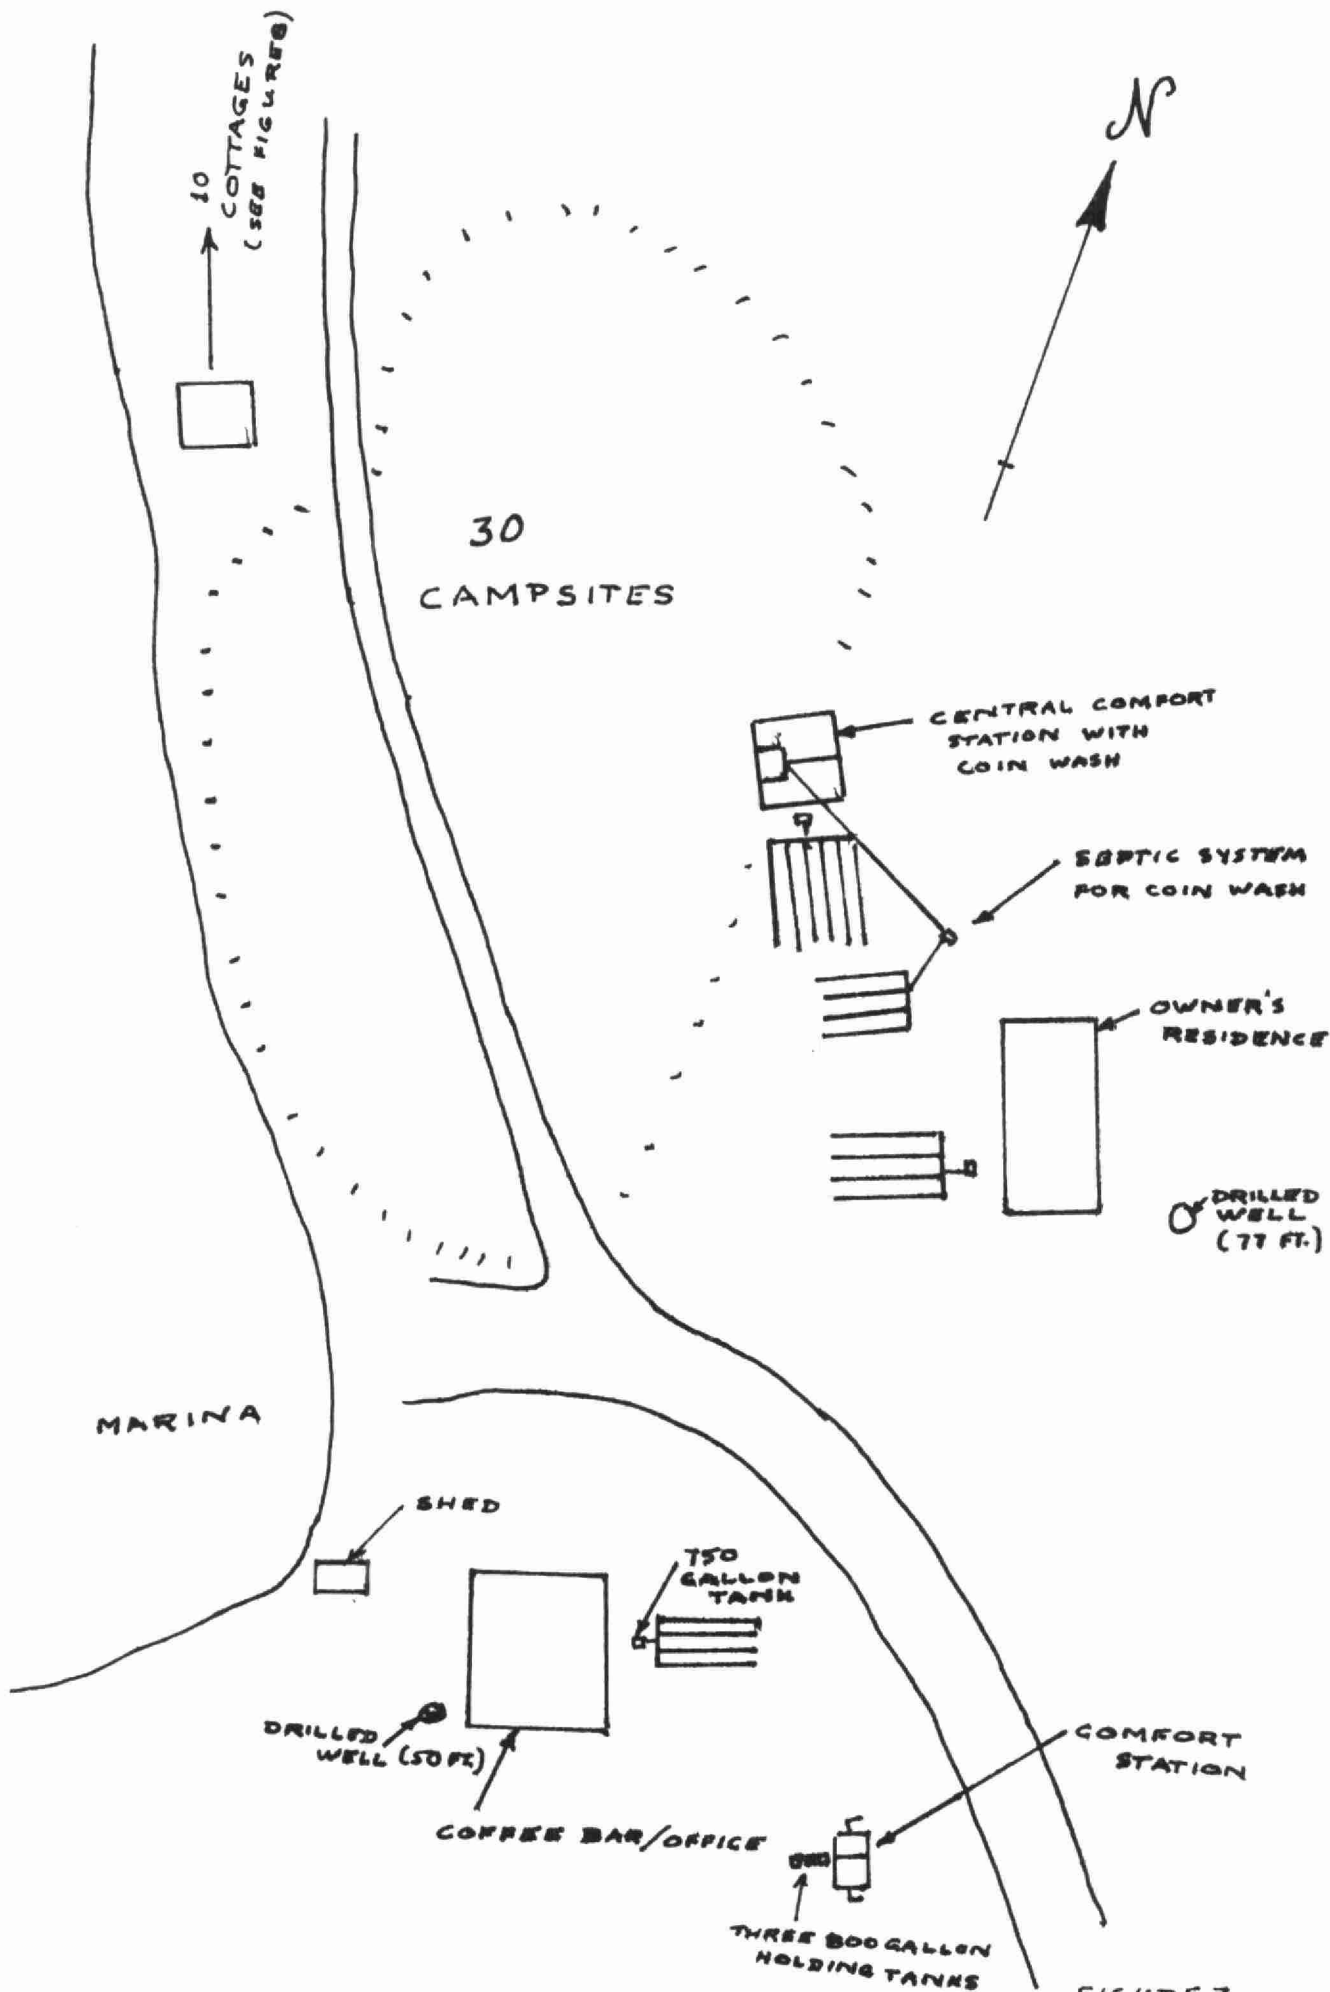 10
COTTAGES
(SEE FIGURE 8)
N
30
CAMPSITES
CENTRAL COMFORT
STATION WITH
COIN WASH
SEPTIC SYSTEM
FOR COIN WASH
OWNER'S
RESIDENCE
DRILLED
WELL
(77 FT.)
MARINA
SHED
750
GALLON
TANK
DRILLED
WELL (50 FT.)
COFFEE BAR/OFFICE
COMFORT
STATION
THREE 800 GALLON
HOLDING TANKS